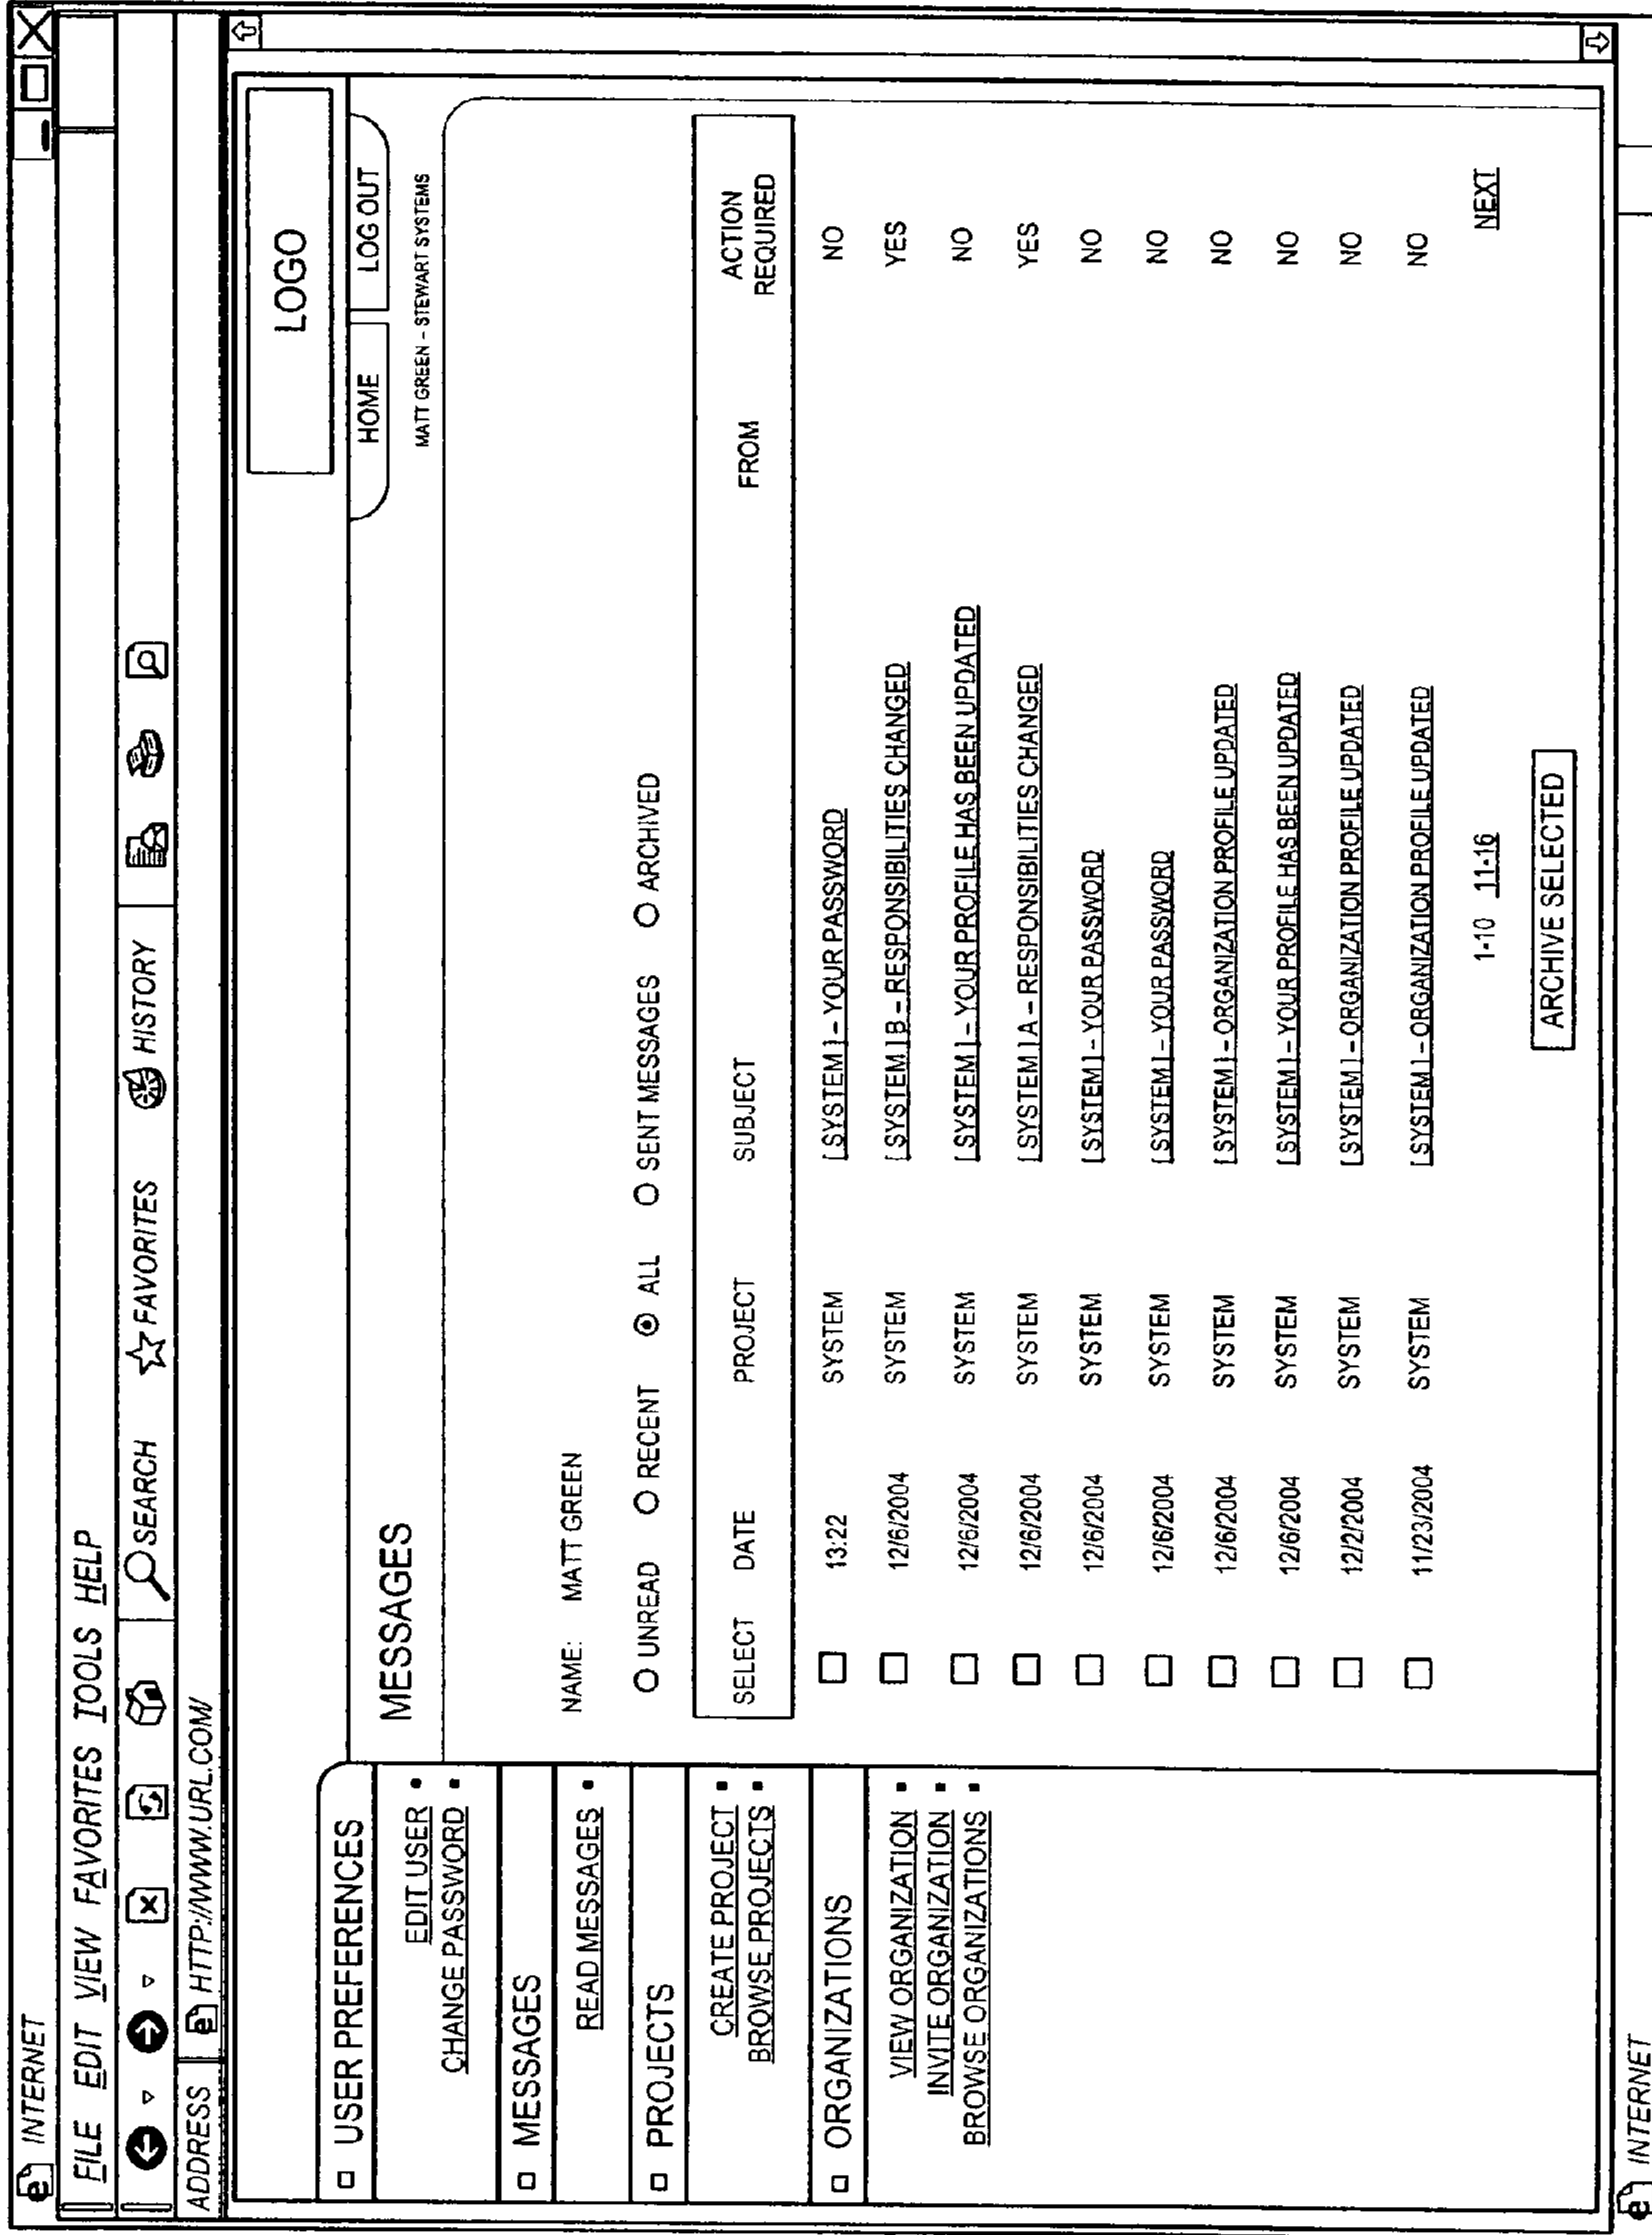 INTERNET
FILE EDIT VIEW FAVORITES TOOLS HELP
SEARCH FAVORITES HISTORY
ADDRESS HTTP://WWW.URL.COM/
LOGO
HOME LOG OUT
MATT GREEN - STEWART SYSTEMS
USER PREFERENCES
EDIT USER
CHANGE PASSWORD
MESSAGES
READ MESSAGES
PROJECTS
CREATE PROJECT
BROWSE PROJECTS
ORGANIZATIONS
VIEW ORGANIZATION
INVITE ORGANIZATION
BROWSE ORGANIZATIONS
MESSAGES
NAME: MATT GREEN
UNREAD RECENT ALL SENT MESSAGES ARCHIVED
SELECT DATE PROJECT SUBJECT FROM ACTION REQUIRED
13:22 SYSTEM [SYSTEM] - YOUR PASSWORD NO
12/6/2004 SYSTEM [SYSTEM] B - RESPONSIBILITIES CHANGED YES
12/6/2004 SYSTEM [SYSTEM] - YOUR PROFILE HAS BEEN UPDATED NO
12/6/2004 SYSTEM [SYSTEM] A - RESPONSIBILITIES CHANGED YES
12/6/2004 SYSTEM [SYSTEM] - YOUR PASSWORD NO
12/6/2004 SYSTEM [SYSTEM] - YOUR PASSWORD NO
12/6/2004 SYSTEM [SYSTEM] - ORGANIZATION PROFILE UPDATED NO
12/6/2004 SYSTEM [SYSTEM] - YOUR PROFILE HAS BEEN UPDATED NO
12/2/2004 SYSTEM [SYSTEM] - ORGANIZATION PROFILE UPDATED NO
11/23/2004 SYSTEM [SYSTEM] - ORGANIZATION PROFILE UPDATED NO
1-10 11-16 NEXT
ARCHIVE SELECTED
INTERNET